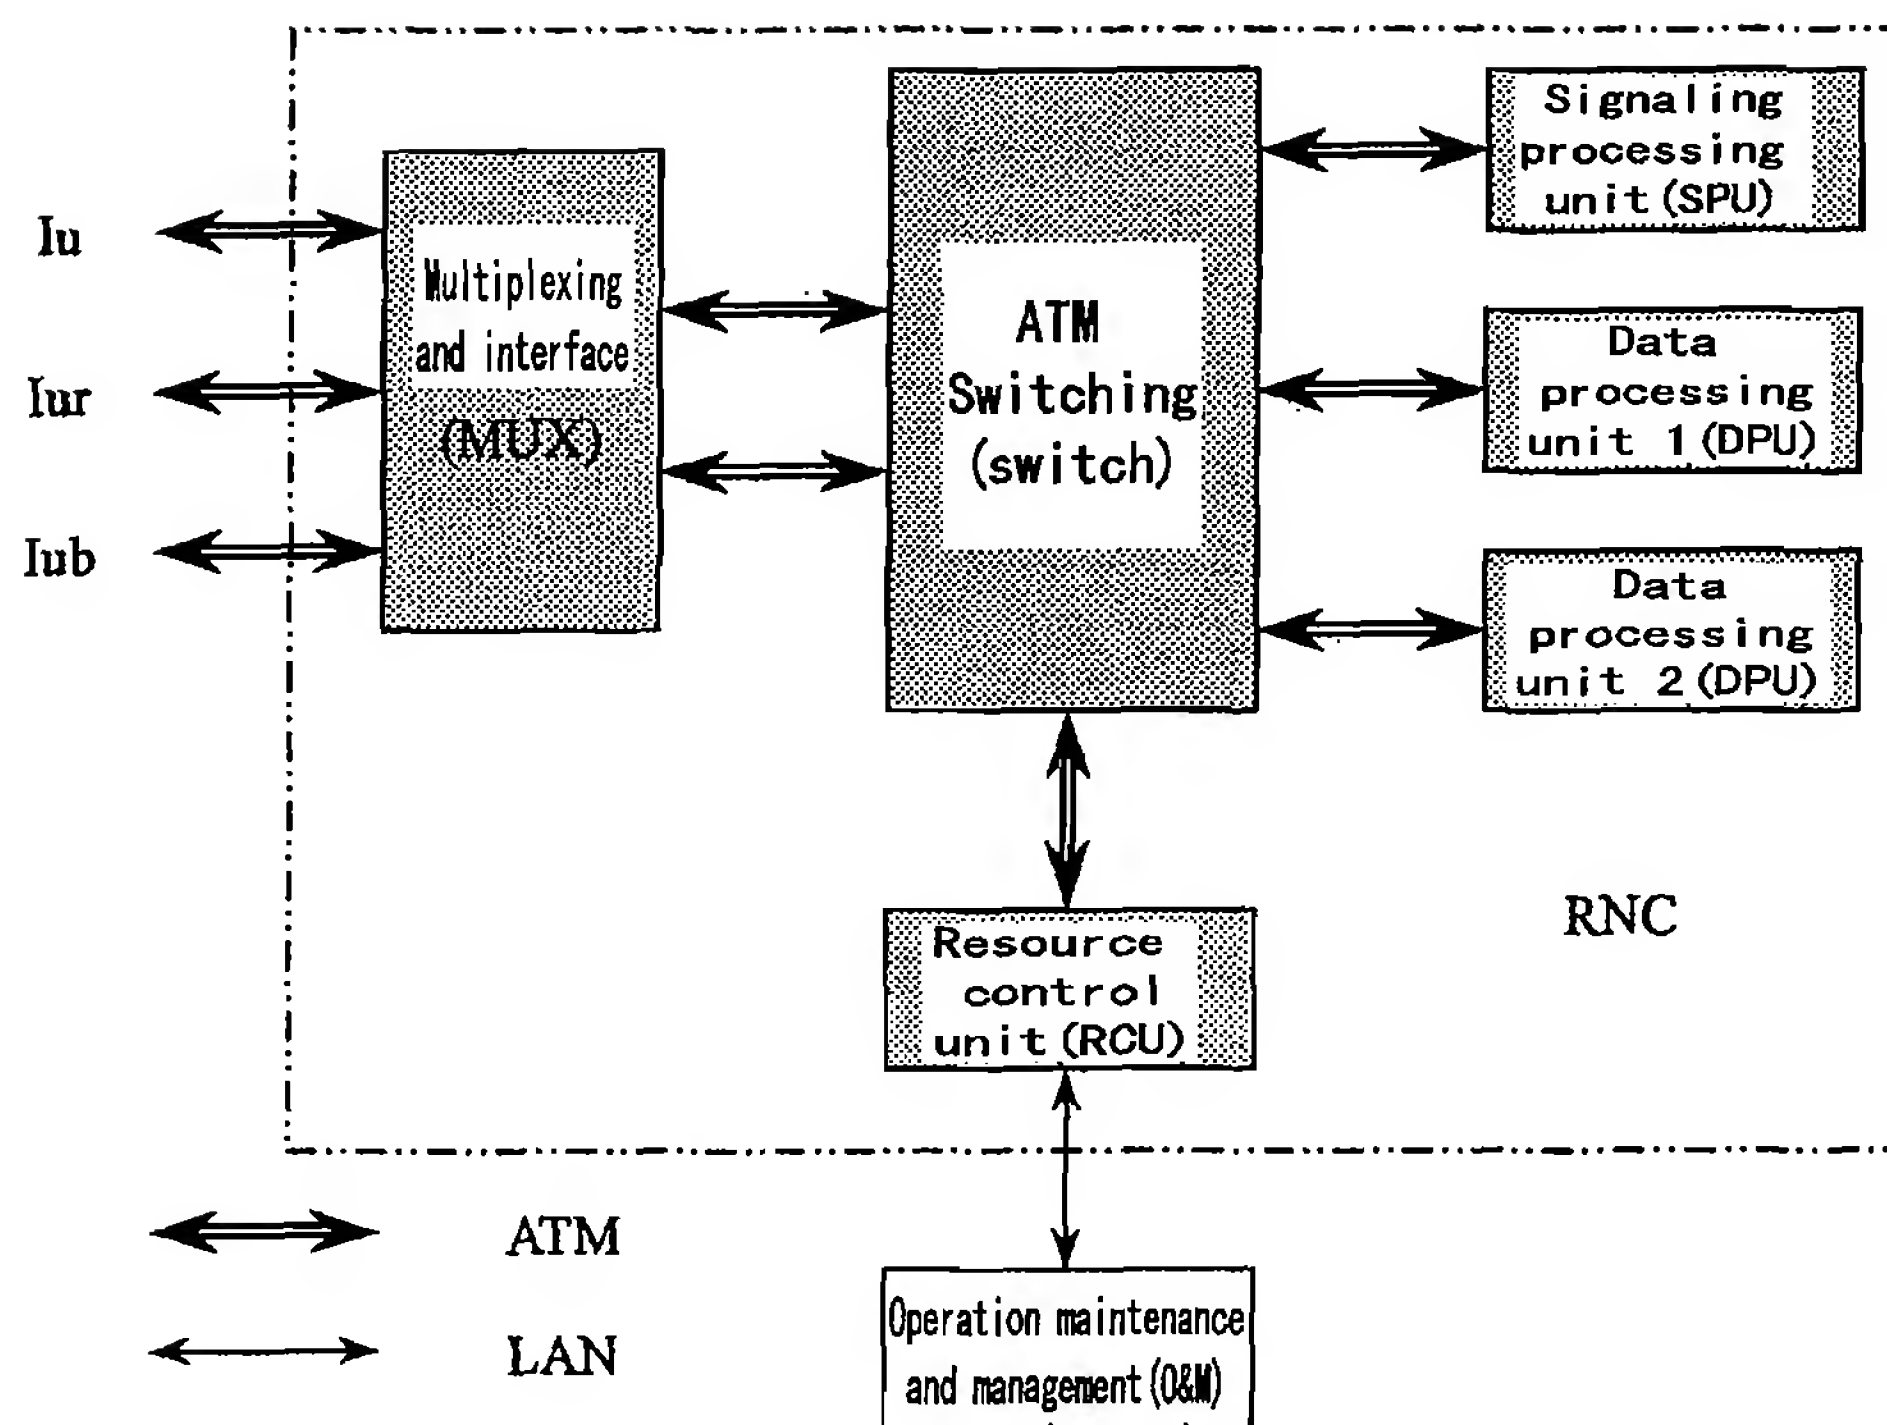 Signaling
processing
unit(SPU)
Iu
Multiplexing
and interface
(MUX)
ATM
Switching
(switch)
Data
processing
unit 1(DPU)
Iur
Iub
Data
processing
unit 2(DPU)
Resource
control
unit(RCU)
RNC
ATM
LAN
Operation maintenance
and management(O&M)